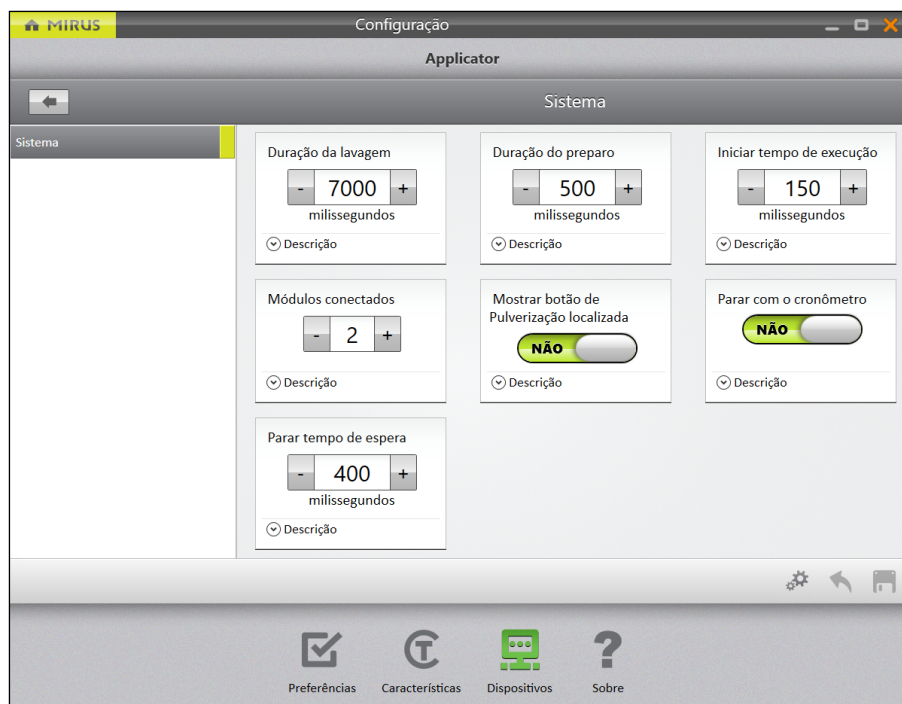 MIRUS
Configuração
Applicator
Sistema
Sistema
Duração da lavagem
- 7000 +
milissegundos
Descrição
Duração do preparo
- 500 +
milissegundos
Descrição
Iniciar tempo de execução
- 150 +
milissegundos
Descrição
Módulos conectados
- 2 +
Descrição
Mostrar botão de
Pulverização localizada
NÃO
Descrição
Parar com o cronômetro
NÃO
Descrição
Parar tempo de espera
- 400 +
milissegundos
Descrição
Preferências
Características
Dispositivos
Sobre